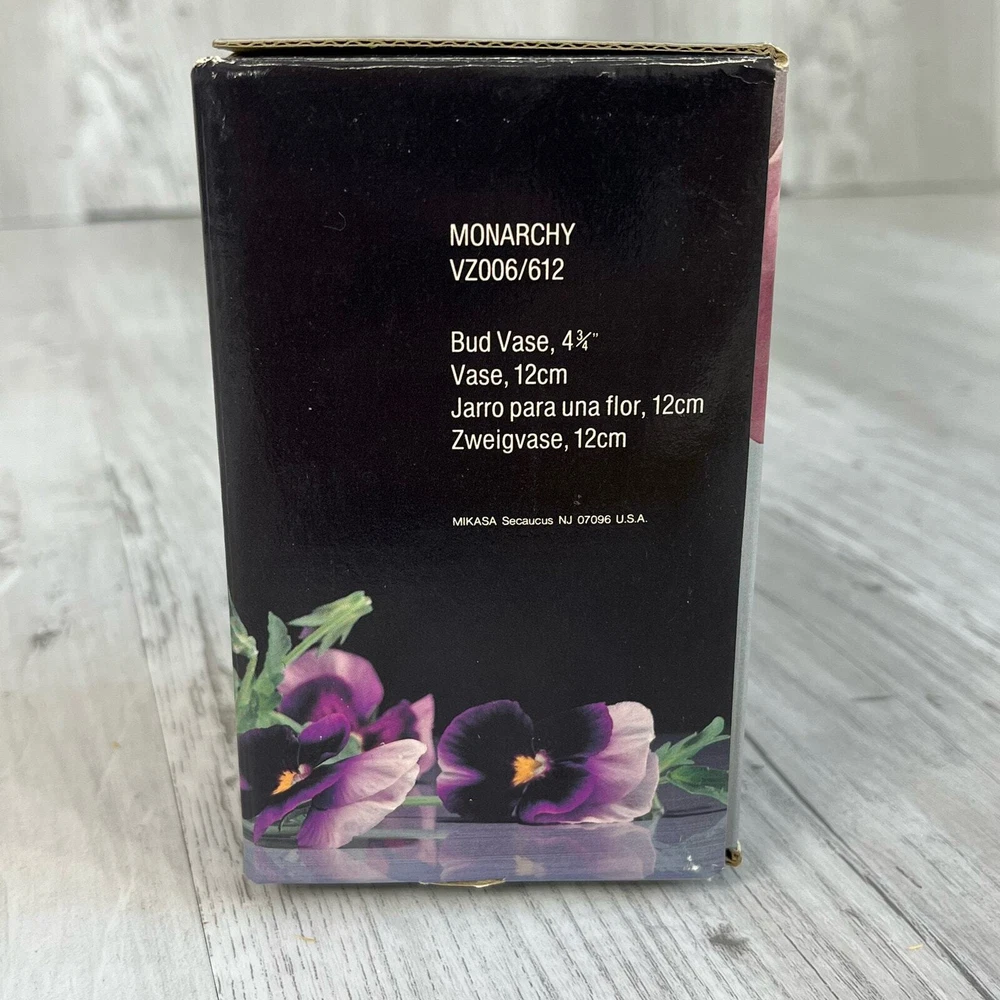 MONARCHY
VZ006/612
Bud Vase, 4¾"
Vase, 12cm
Jarro para una flor, 12cm
Zweigvase, 12cm
MIKASA Secaucus NJ 07096 U.S.A.